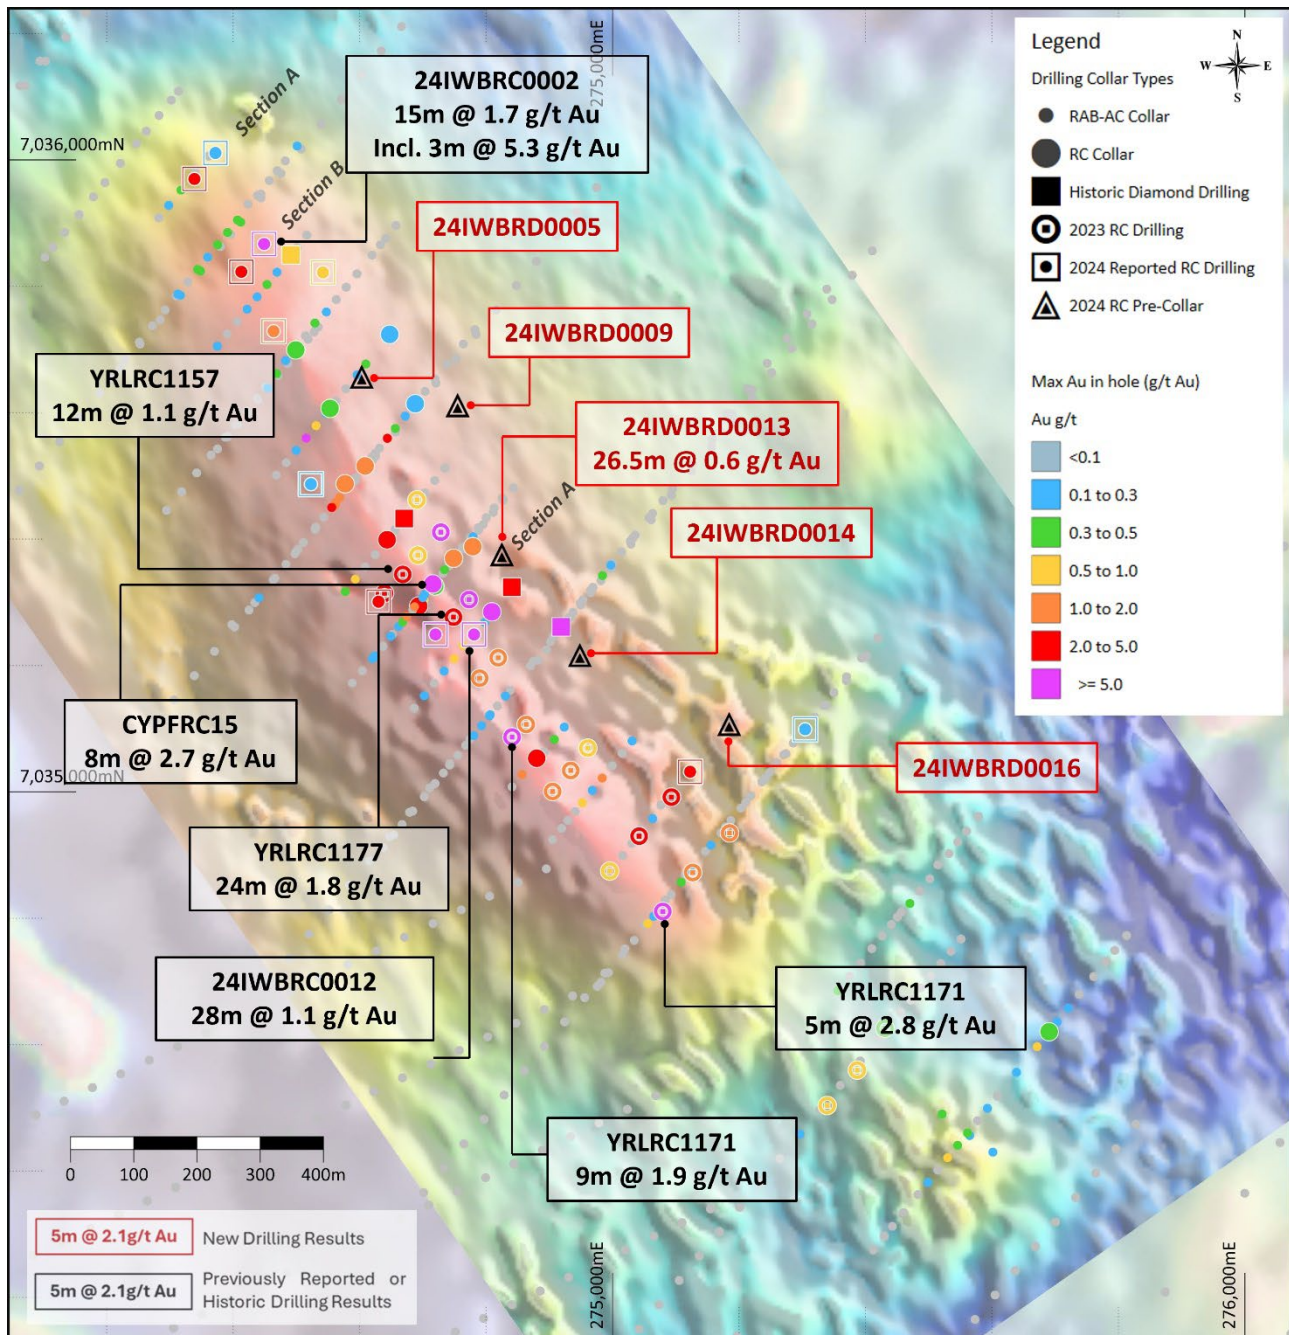 275,000mE
Legend
N
W
E
S
Drilling Collar Types
RAB-AC Collar
RC Collar
Historic Diamond Drilling
2023 RC Drilling
2024 Reported RC Drilling
2024 RC Pre-Collar
Max Au in hole (g/t Au)
Au g/t
<0.1
0.1 to 0.3
0.3 to 0.5
0.5 to 1.0
1.0 to 2.0
2.0 to 5.0
>= 5.0
24IWBRC0002
15m @ 1.7 g/t Au
Incl. 3m @ 5.3 g/t Au
Section A
7,036,000mN
Section B
24IWBRD0005
24IWBRD0009
YRLRC1157
12m @ 1.1 g/t Au
24IWBRD0013
26.5m @ 0.6 g/t Au
Section A
24IWBRD0014
CYPFRC15
8m @ 2.7 g/t Au
7,035,000mN
24IWBRD0016
YRLRC1177
24m @ 1.8 g/t Au
24IWBRC0012
28m @ 1.1 g/t Au
YRLRC1171
5m @ 2.8 g/t Au
YRLRC1171
9m @ 1.9 g/t Au
0 100 200 300 400m
5m @ 2.1g/t Au
New Drilling Results
5m @ 2.1g/t Au
Previously Reported or
Historic Drilling Results
275,000mE
276,000mE